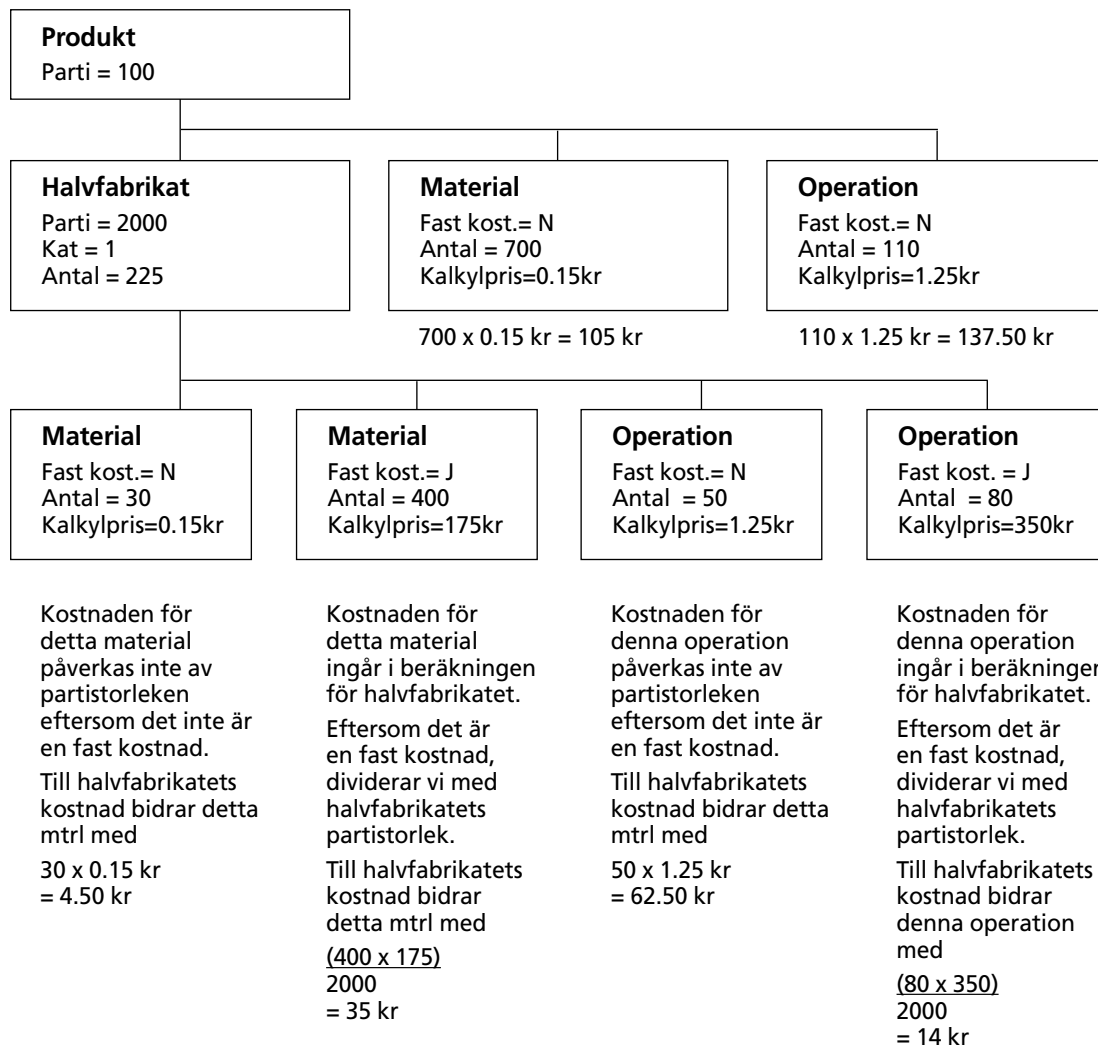 Produkt
Parti = 100
Halvfabrikat
Parti = 2000
Kat = 1
Antal = 225
Material
Fast kost.= N
Antal = 700
Kalkylpris=0.15kr
Operation
Fast kost.= N
Antal = 110
Kalkylpris=1.25kr
700 x 0.15 kr = 105 kr
110 x 1.25 kr = 137.50 kr
Material
Fast kost.= N
Antal = 30
Kalkylpris=0.15kr
Material
Fast kost.= J
Antal = 400
Kalkylpris=175kr
Operation
Fast kost.= N
Antal = 50
Kalkylpris=1.25kr
Operation
Fast kost. = J
Antal = 80
Kalkylpris=350kr
Kostnaden för
detta material
påverkas inte av
partistorleken
eftersom det inte är
en fast kostnad.
Till halvfabrikatets
kostnad bidrar detta
mtrl med
30 x 0.15 kr
= 4.50 kr
Kostnaden för
detta material
ingår i beräkningen
för halvfabrikatet.
Eftersom det är
en fast kostnad,
dividerar vi med
halvfabrikatets
partistorlek.
Till halvfabrikatets
kostnad bidrar
detta mtrl med
(400 x 175)
2000
= 35 kr
Kostnaden för
denna operation
påverkas inte av
partistorleken
eftersom det inte är
en fast kostnad.
Till halvfabrikatets
kostnad bidrar detta
mtrl med
50 x 1.25 kr
= 62.50 kr
Kostnaden för
denna operation
ingår i beräkningen
för halvfabrikatet.
Eftersom det är
en fast kostnad,
dividerar vi med
halvfabrikatets
partistorlek.
Till halvfabrikatets
kostnad bidrar
denna operation
med
(80 x 350)
2000
= 14 kr